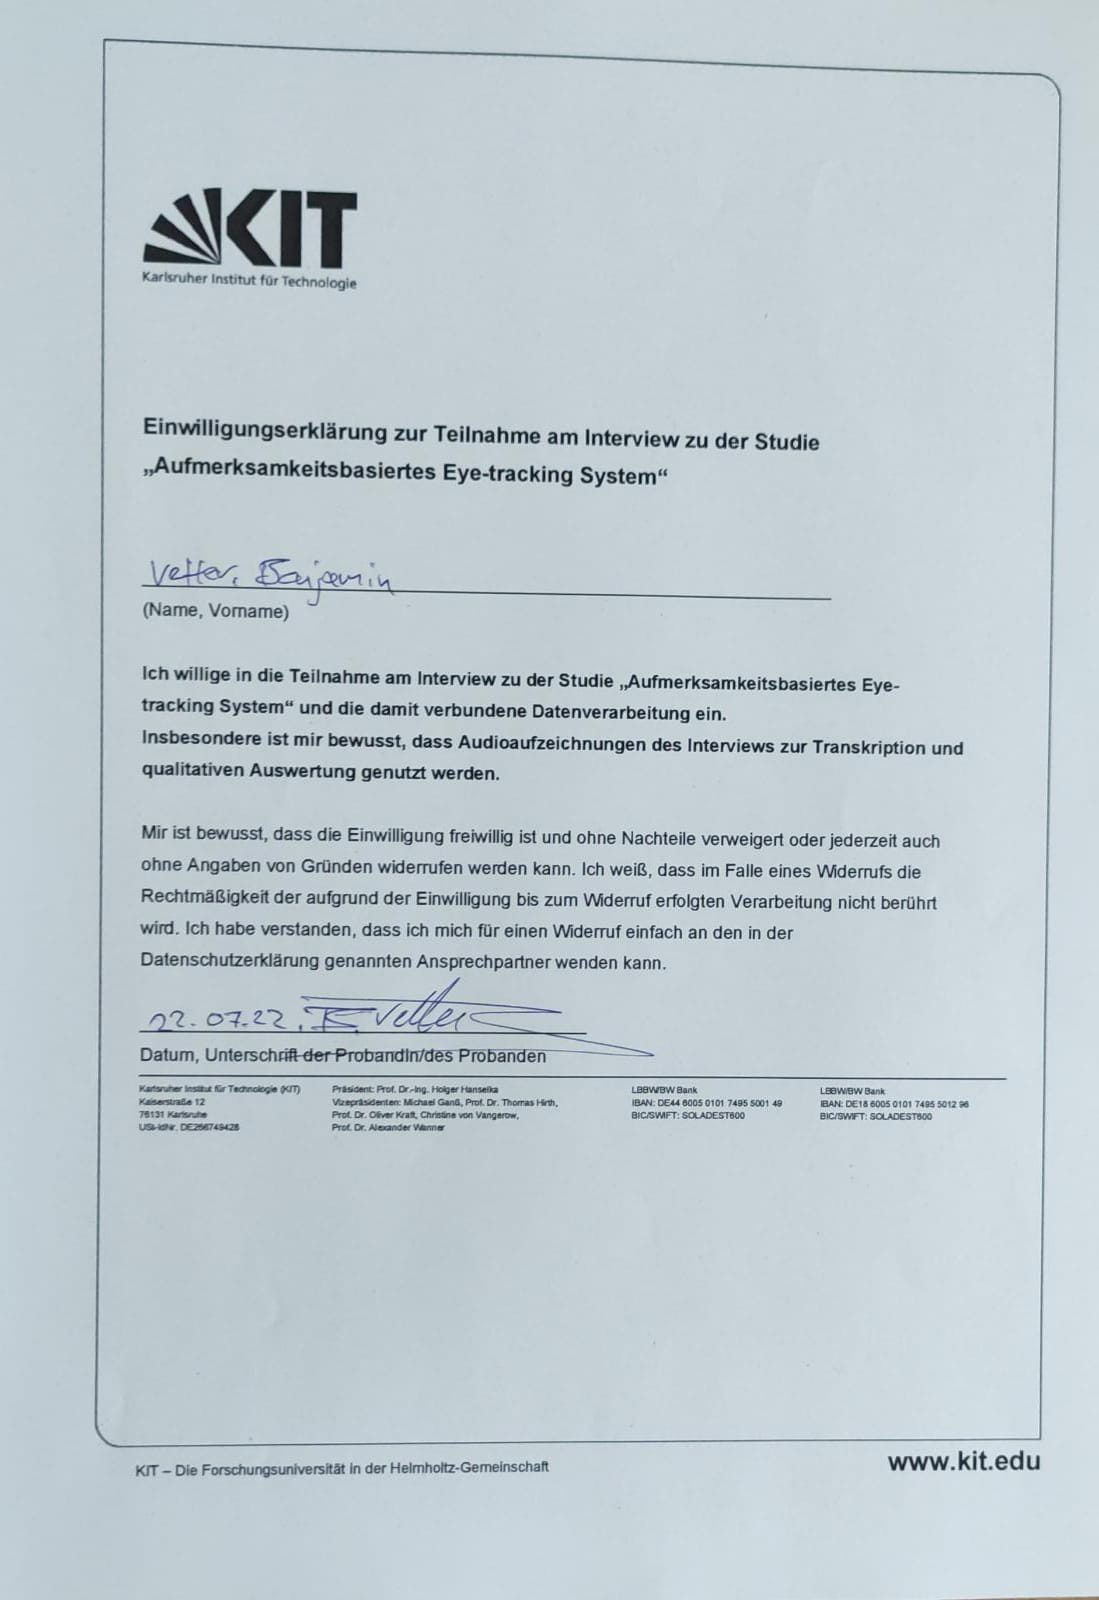 KIT
Karlsruher Institut für Technologie
Einwilligungserklärung zur Teilnahme am Interview zu der Studie
„Aufmerksamkeitsbasiertes Eye-tracking System“
Vetter, Benjamin
(Name, Vorname)
Ich willige in die Teilnahme am Interview zu der Studie „Aufmerksamkeitsbasiertes Eye-
tracking System“ und die damit verbundene Datenverarbeitung ein.
Insbesondere ist mir bewusst, dass Audioaufzeichnungen des Interviews zur Transkription und
qualitativen Auswertung genutzt werden.
Mir ist bewusst, dass die Einwilligung freiwillig ist und ohne Nachteile verweigert oder jederzeit auch
ohne Angaben von Gründen widerrufen werden kann. Ich weiß, dass im Falle eines Widerrufs die
Rechtmäßigkeit der aufgrund der Einwilligung bis zum Widerruf erfolgten Verarbeitung nicht berührt
wird. Ich habe verstanden, dass ich mich für einen Widerruf einfach an den in der
Datenschutzerklärung genannten Ansprechpartner wenden kann.
22.07.22, B. Vetter
Datum, Unterschrift der Probandin/des Probanden
Karlsruher Institut für Technologie (KIT)
Kaiserstraße 12
76131 Karlsruhe
USt-IdNr. DE266749428
Präsident: Prof. Dr.-Ing. Holger Hanselka
Vizepräsidenten: Michael Ganß, Prof. Dr. Thomas Hirth,
Prof. Dr. Oliver Kraft, Christine von Vangerow,
Prof. Dr. Alexander Wanner
LBBW/BW Bank
IBAN: DE44 6005 0101 7495 5001 49
BIC/SWIFT: SOLADEST600
LBBW/BW Bank
IBAN: DE18 6005 0101 7495 5012 96
BIC/SWIFT: SOLADEST600
KIT – Die Forschungsuniversität in der Helmholtz-Gemeinschaft
www.kit.edu